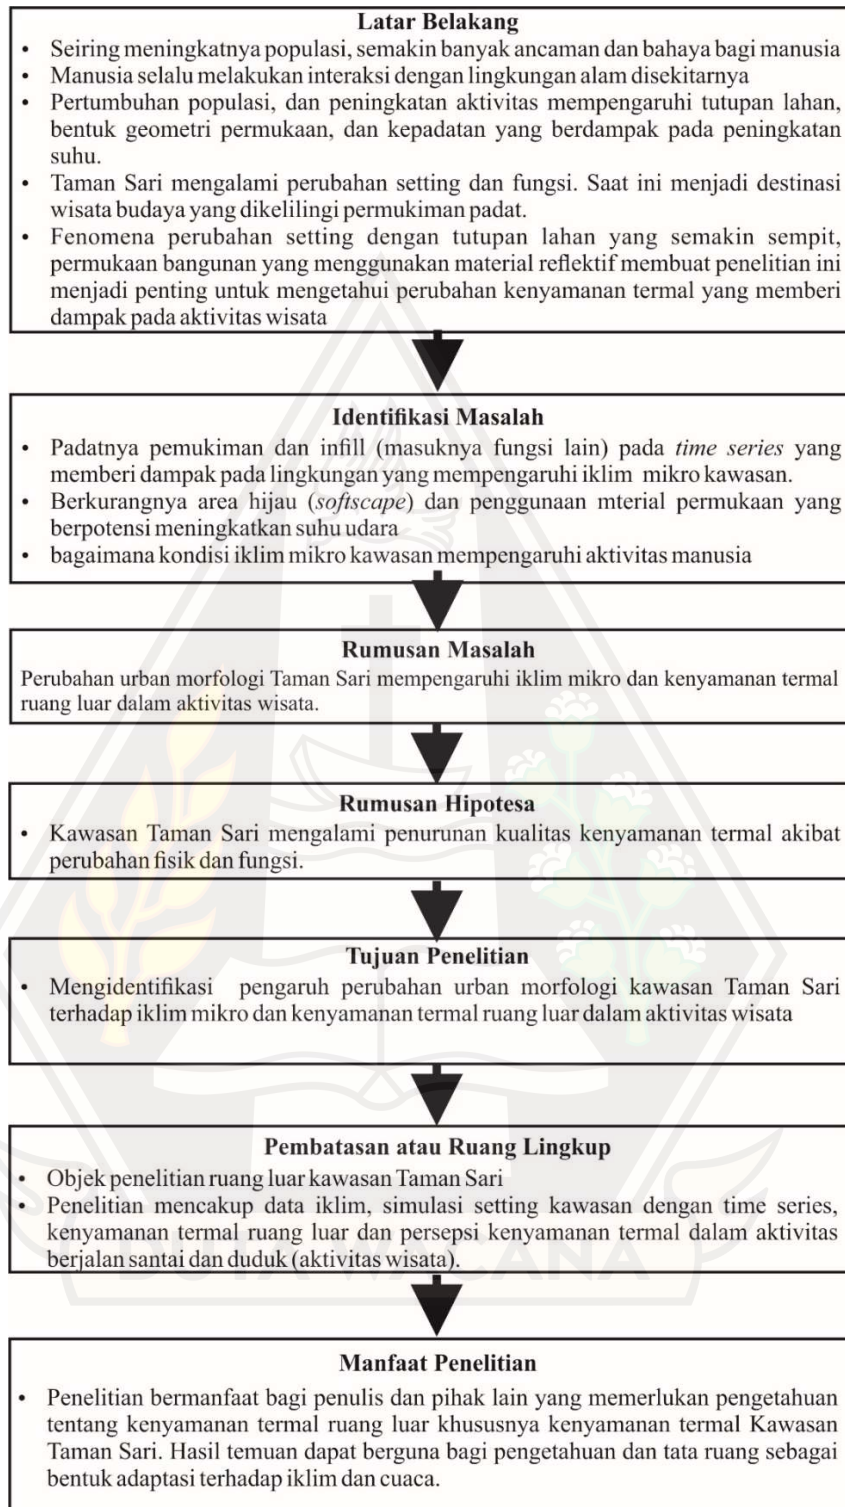 Latar Belakang
• Seiring meningkatnya populasi, semakin banyak ancaman dan bahaya bagi manusia
• Manusia selalu melakukan interaksi dengan lingkungan alam disekitarnya
• Pertumbuhan populasi, dan peningkatan aktivitas mempengaruhi tutupan lahan,
bentuk geometri permukaan, dan kepadatan yang berdampak pada peningkatan
suhu.
• Taman Sari mengalami perubahan setting dan fungsi. Saat ini menjadi destinasi
wisata budaya yang dikelilingi permukiman padat.
• Fenomena perubahan setting dengan tutupan lahan yang semakin sempit,
permukaan bangunan yang menggunakan material reflektif membuat penelitian ini
menjadi penting untuk mengetahui perubahan kenyamanan termal yang memberi
dampak pada aktivitas wisata
Identifikasi Masalah
• Padatnya pemukiman dan infill (masuknya fungsi lain) pada time series yang
memberi dampak pada lingkungan yang mempengaruhi iklim mikro kawasan.
• Berkurangnya area hijau (softscape) dan penggunaan mterial permukaan yang
berpotensi meningkatkan suhu udara
• bagaimana kondisi iklim mikro kawasan mempengaruhi aktivitas manusia
Rumusan Masalah
Perubahan urban morfologi Taman Sari mempengaruhi iklim mikro dan kenyamanan termal
ruang luar dalam aktivitas wisata.
Rumusan Hipotesa
• Kawasan Taman Sari mengalami penurunan kualitas kenyamanan termal akibat
perubahan fisik dan fungsi.
Tujuan Penelitian
• Mengidentifikasi pengaruh perubahan urban morfologi kawasan Taman Sari
terhadap iklim mikro dan kenyamanan termal ruang luar dalam aktivitas wisata
Pembatasan atau Ruang Lingkup
• Objek penelitian ruang luar kawasan Taman Sari
• Penelitian mencakup data iklim, simulasi setting kawasan dengan time series,
kenyamanan termal ruang luar dan persepsi kenyamanan termal dalam aktivitas
berjalan santai dan duduk (aktivitas wisata).
DUTA WACANA
Manfaat Penelitian
• Penelitian bermanfaat bagi penulis dan pihak lain yang memerlukan pengetahuan
tentang kenyamanan termal ruang luar khususnya kenyamanan termal Kawasan
Taman Sari. Hasil temuan dapat berguna bagi pengetahuan dan tata ruang sebagai
bentuk adaptasi terhadap iklim dan cuaca.